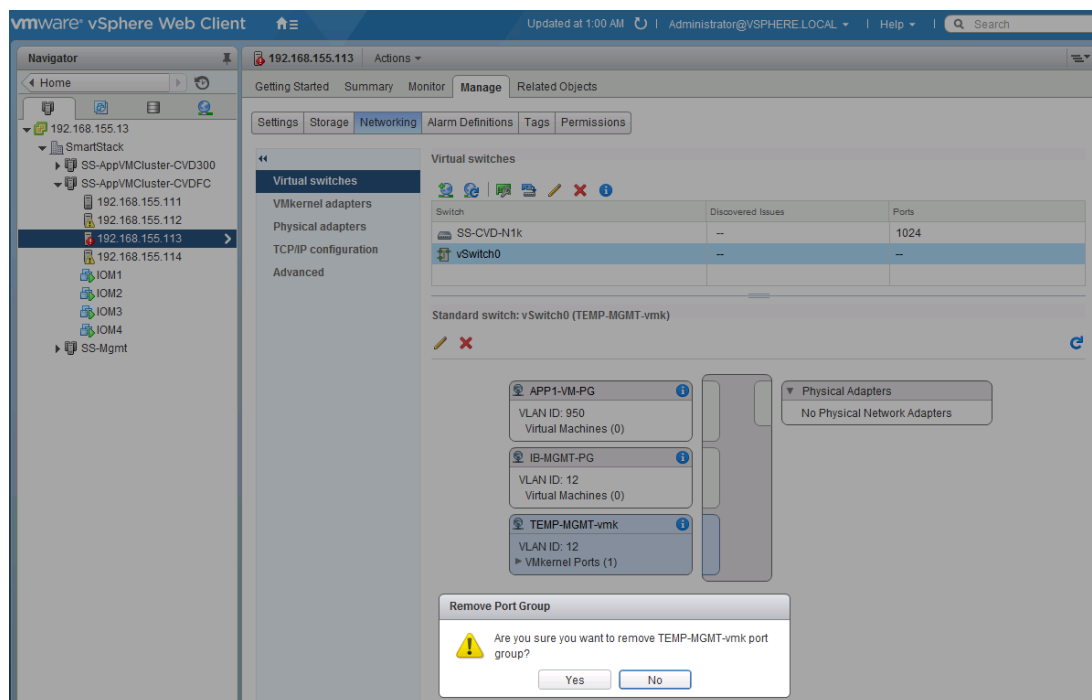 vmware® vSphere Web Client
Updated at 1:00 AM | Administrator@VSPHERE.LOCAL | Help | Search
Navigator
Home
192.168.155.13
SmartStack
SS-AppVMCluster-CVD300
SS-AppVMCluster-CVDFC
192.168.155.111
192.168.155.112
192.168.155.113
192.168.155.114
IOM1
IOM2
IOM3
IOM4
SS-Mgmt
192.168.155.113 Actions
Getting Started Summary Monitor Manage Related Objects
Settings Storage Networking Alarm Definitions Tags Permissions
Virtual switches
VMkernel adapters
Physical adapters
TCP/IP configuration
Advanced
Virtual switches
Switch Discovered Issues Ports
SS-CVD-N1k -- 1024
vSwitch0 -- --
Standard switch: vSwitch0 (TEMP-MGMT-vmk)
APP1-VM-PG
VLAN ID: 950
Virtual Machines (0)
IB-MGMT-PG
VLAN ID: 12
Virtual Machines (0)
TEMP-MGMT-vmk
VLAN ID: 12
VMkernel Ports (1)
Physical Adapters
No Physical Network Adapters
Remove Port Group
Are you sure you want to remove TEMP-MGMT-vmk port
group?
Yes No